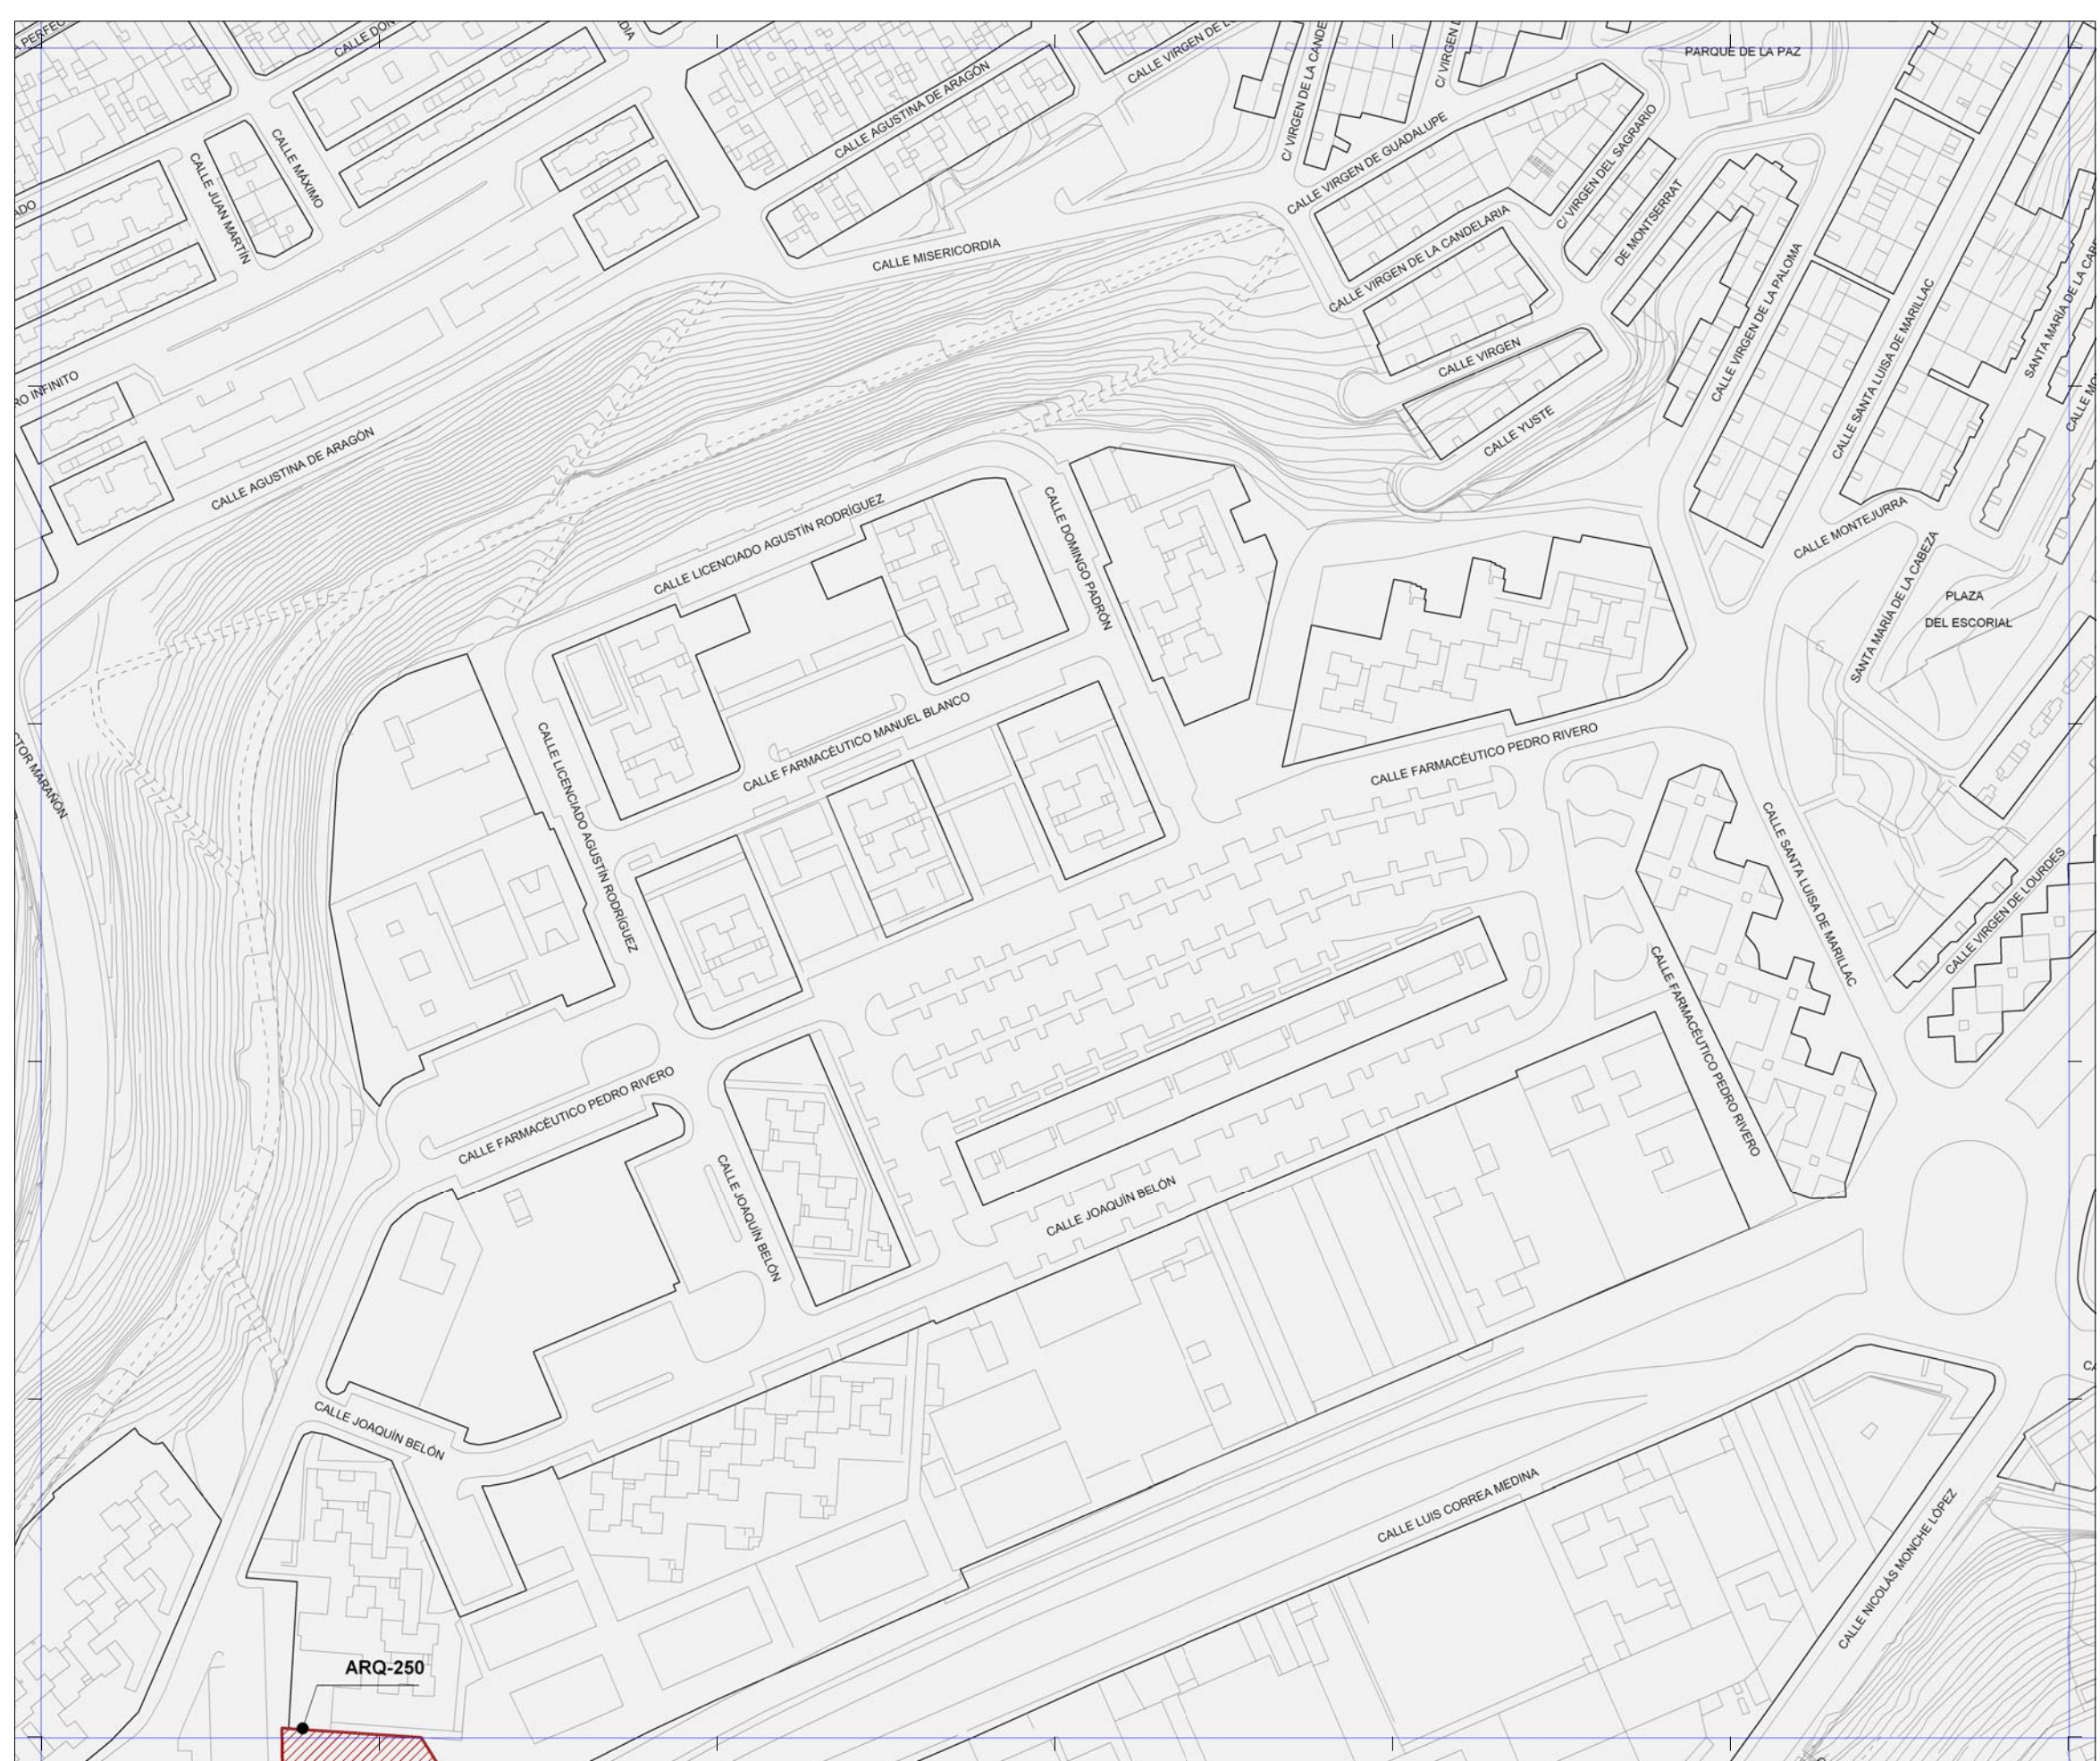 CALLE DON
PARQUE DE LA PAZ
CALLE AGUSTINA DE ARAGÓN
CALLE MÁXIMO
CALLE JUAN MARTÍN
CALLE VIRGEN DE GUADALUPE
C/ VIRGEN DEL SAGRARIO
DE MONTSERRAT
CALLE MISERICORDIA
CALLE VIRGEN DE LA CANDELARIA
CALLE VIRGEN DE LA PALOMA
CALLE SANTA LUISA DE MARILLAC
CALLE VIRGEN
CALLE YUSTE
CALLE AGUSTINA DE ARAGÓN
CALLE LICENCIADO AGUSTÍN RODRÍGUEZ
CALLE DOMINGO PADRÓN
CALLE MONTEJURRA
SANTA MARÍA DE LA CABEZA
PLAZA
DEL ESCORIAL
CALLE FARMACÉUTICO MANUEL BLANCO
CALLE FARMACÉUTICO PEDRO RIVERO
CALLE LICENCIADO AGUSTÍN RODRÍGUEZ
CALLE SANTA LUISA DE MARILLAC
CALLE VIRGEN DE LOURDES
CALLE FARMACÉUTICO PEDRO RIVERO
CALLE FARMACÉUTICO PEDRO RIVERO
CALLE JOAQUÍN BELÓN
CALLE JOAQUÍN BELÓN
CALLE JOAQUÍN BELÓN
CALLE LUIS CORREA MEDINA
CALLE NICOLÁS MONCHE LÓPEZ
ARQ-250